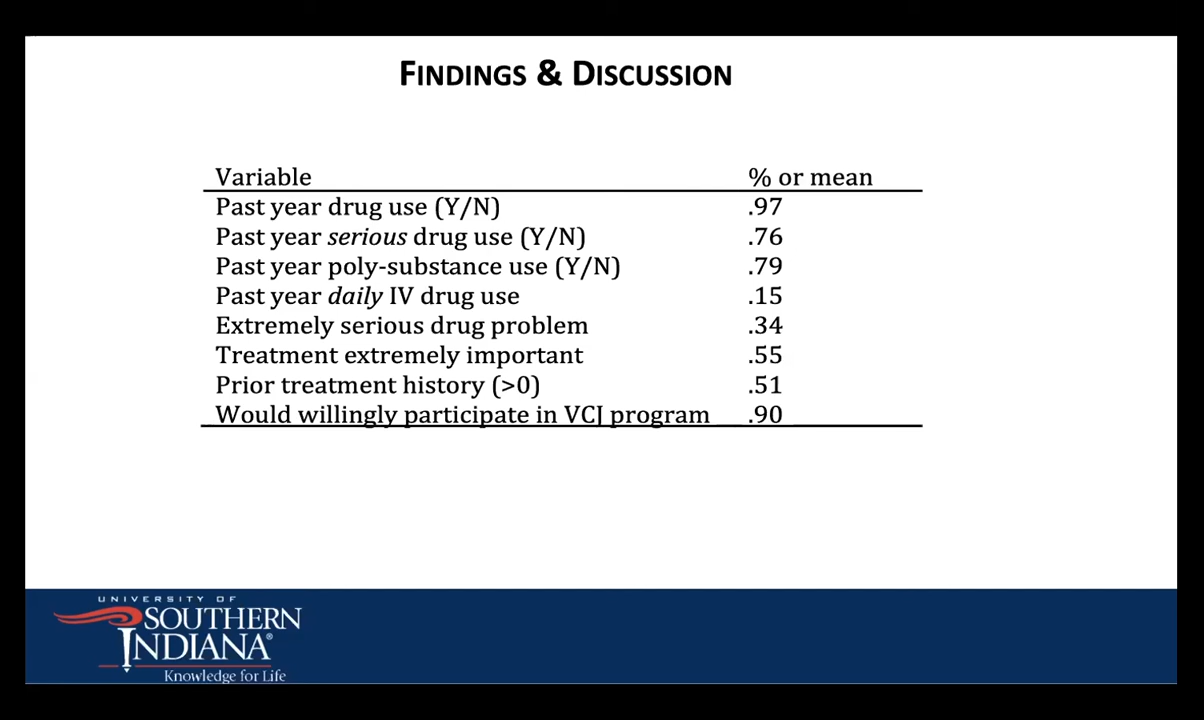 FINDINGS & DISCUSSION
Variable % or mean
Past year drug use (Y/N) .97
Past year serious drug use (Y/N) .76
Past year poly-substance use (Y/N) .79
Past year daily IV drug use .15
Extremely serious drug problem .34
Treatment extremely important .55
Prior treatment history (>0) .51
Would willingly participate in VCJ program .90
UNIVERSITY OF
SOUTHERN
INDIANA®
Knowledge for Life